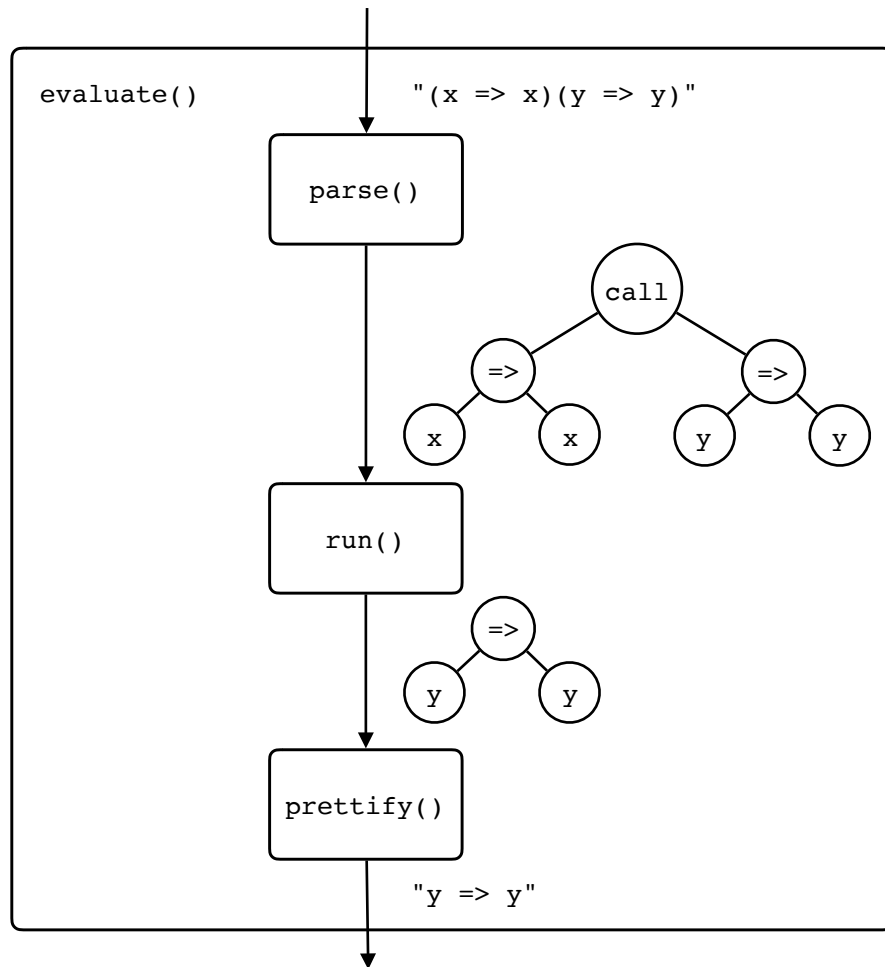 evaluate() "(x => x)(y => y)"
parse()
call
=> =>
x x y y
run()
=>
y y
prettify()
"y => y"